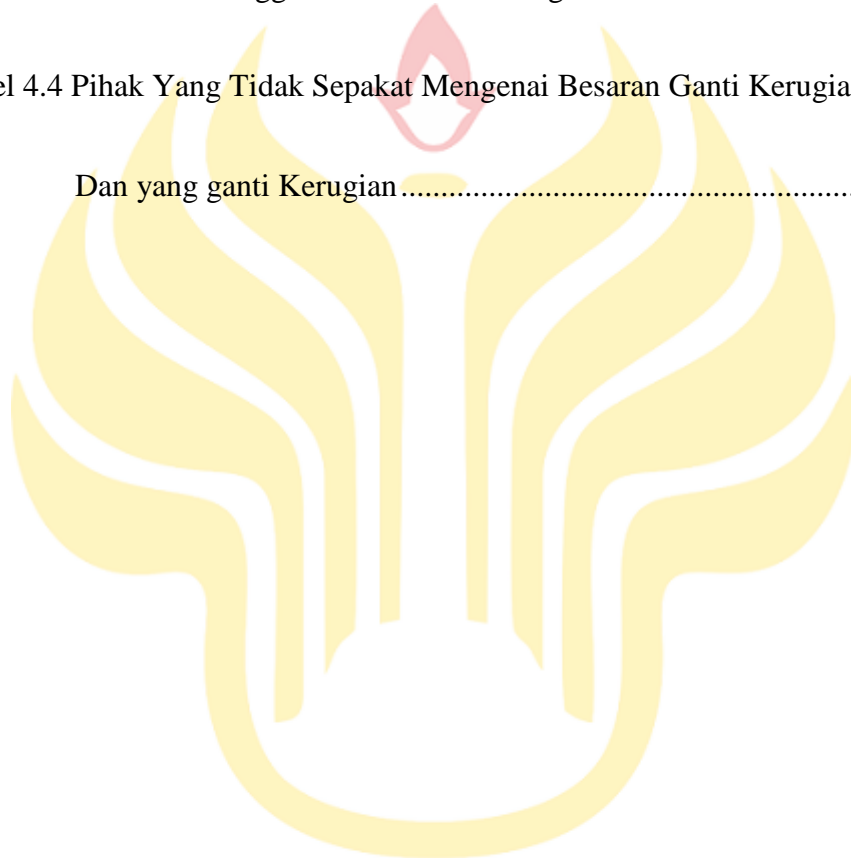 el 4.4 Pihak Yang Tidak Sepakat Mengenai Besaran Ganti Kerugia
Dan yang ganti Kerugian.........................................................